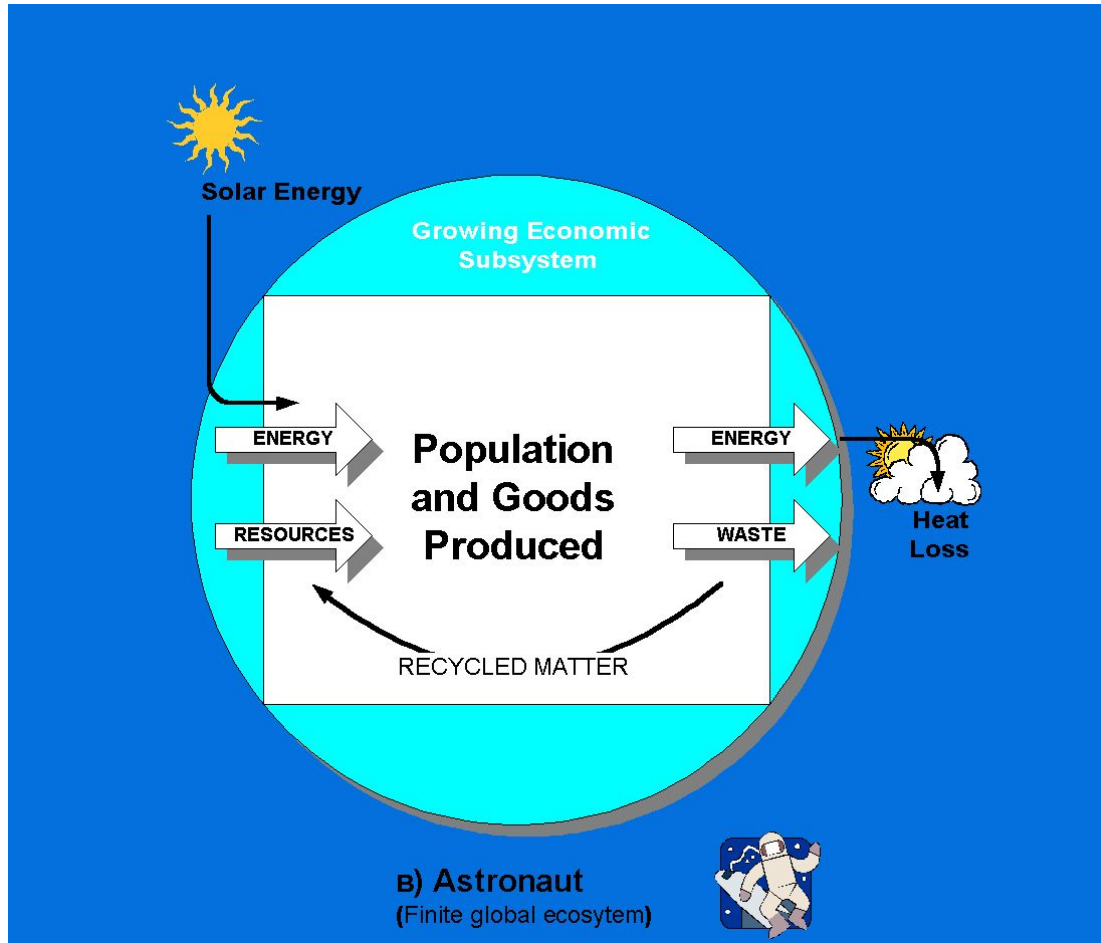 Solar Energy
Growing Economic
Subsystem
ENERGY
RESOURCES
Population
and Goods
Produced
ENERGY
WASTE
Heat
Loss
RECYCLED MATTER
B) Astronaut
(Finite global ecosytem)